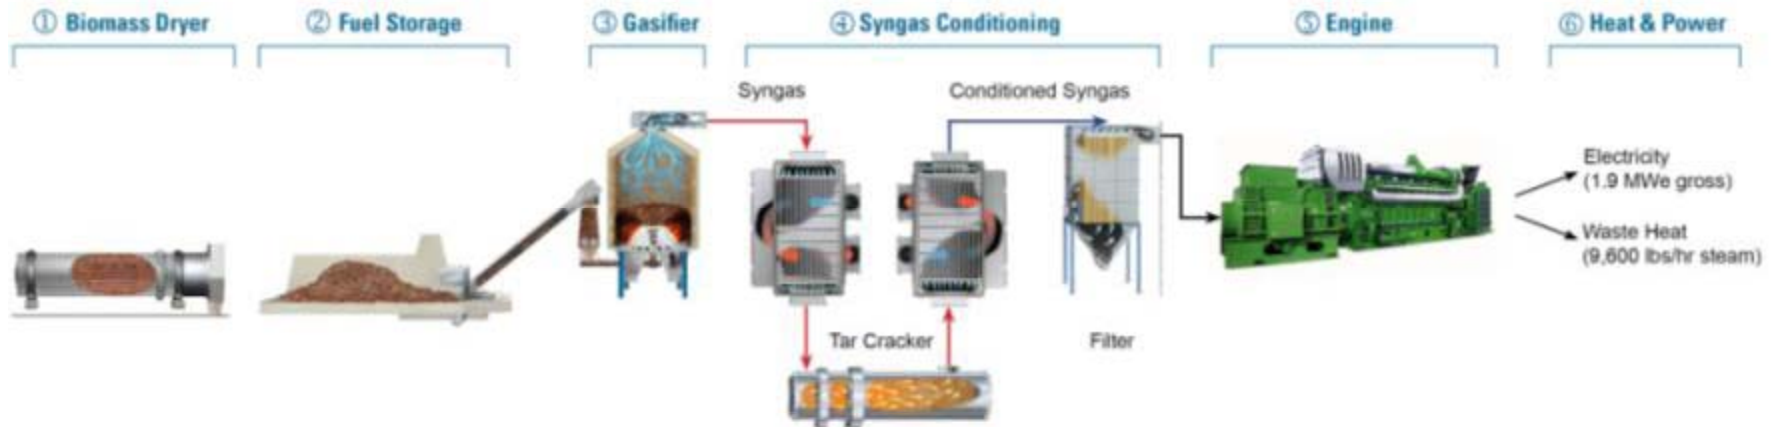 ① Biomass Dryer
② Fuel Storage
③ Gasifier
④ Syngas Conditioning
⑤ Engine
⑥ Heat & Power
Syngas
Conditioned Syngas
Electricity
(1.9 MWe gross)
Waste Heat
(9,600 lbs/hr steam)
Tar Cracker
Filter